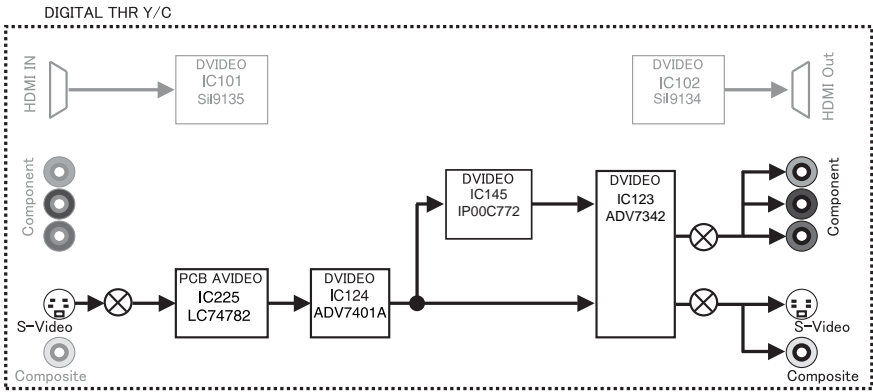 DIGITAL THR Y/C
HDMI IN
DVIDEO
IC101
SiI9135
DVIDEO
IC102
SiI9134
HDMI Out
Component
DVIDEO
IC145
IP00C772
DVIDEO
IC123
ADV7342
Component
PCB AVIDEO
IC225
LC74782
DVIDEO
IC124
ADV7401A
S-Video
S-Video
Composite
Composite